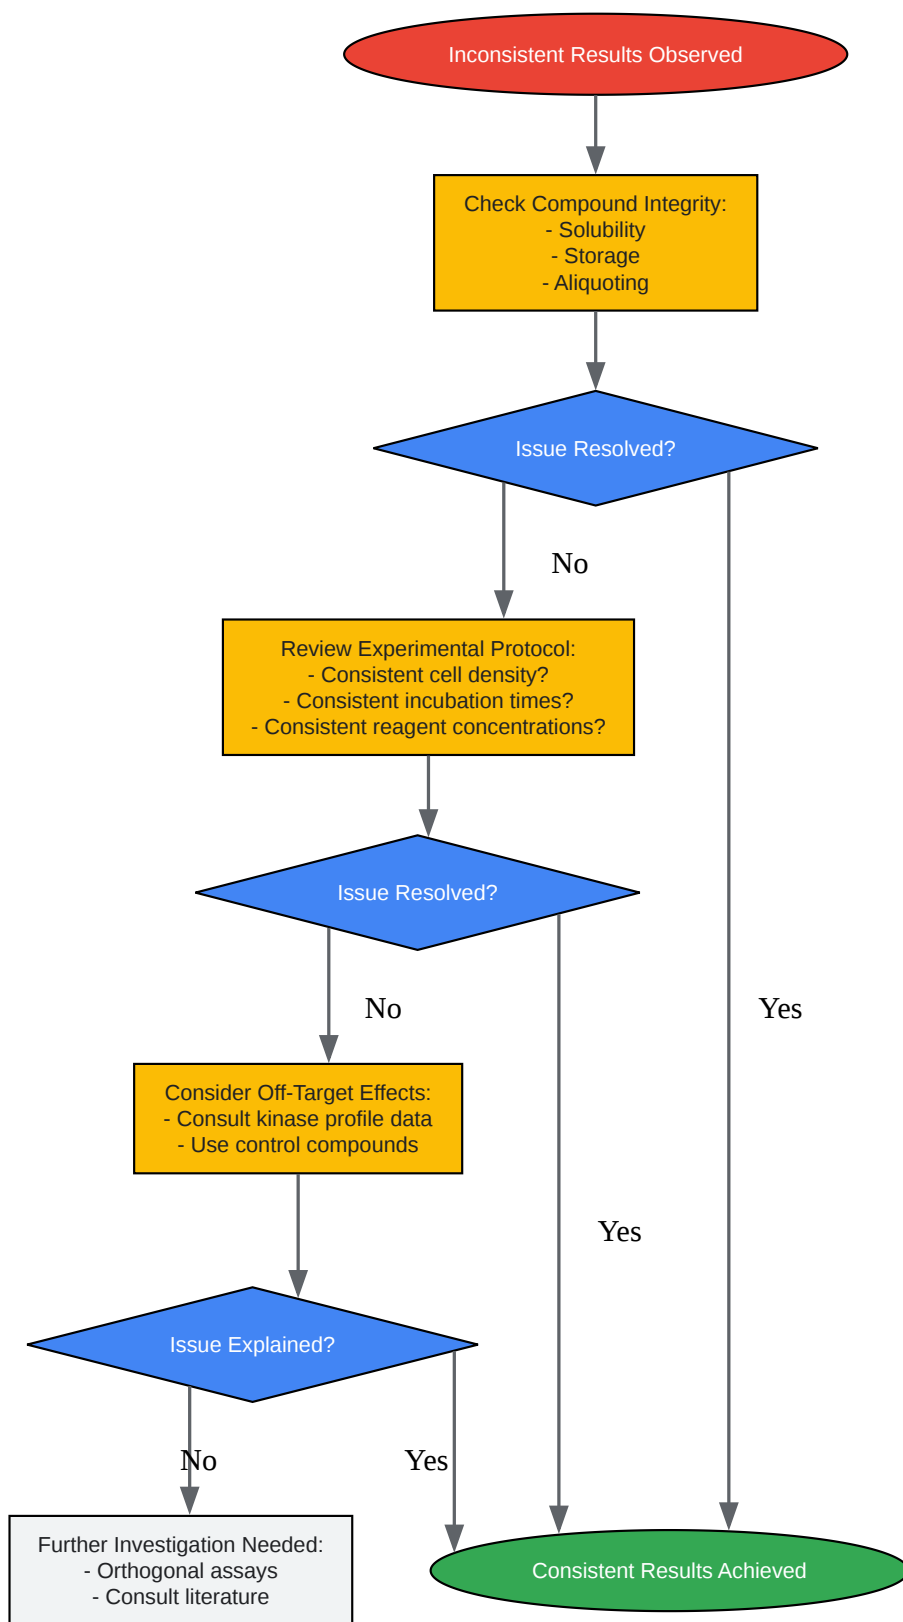 Inconsistent Results Observed
Check Compound Integrity:
- Solubility
- Storage
- Aliquoting
Issue Resolved?
No
Review Experimental Protocol:
- Consistent cell density?
- Consistent incubation times?
- Consistent reagent concentrations?
Issue Resolved?
No
Yes
Consider Off-Target Effects:
- Consult kinase profile data
- Use control compounds
Yes
Issue Explained?
No
Yes
Further Investigation Needed:
- Orthogonal assays
- Consult literature
Consistent Results Achieved